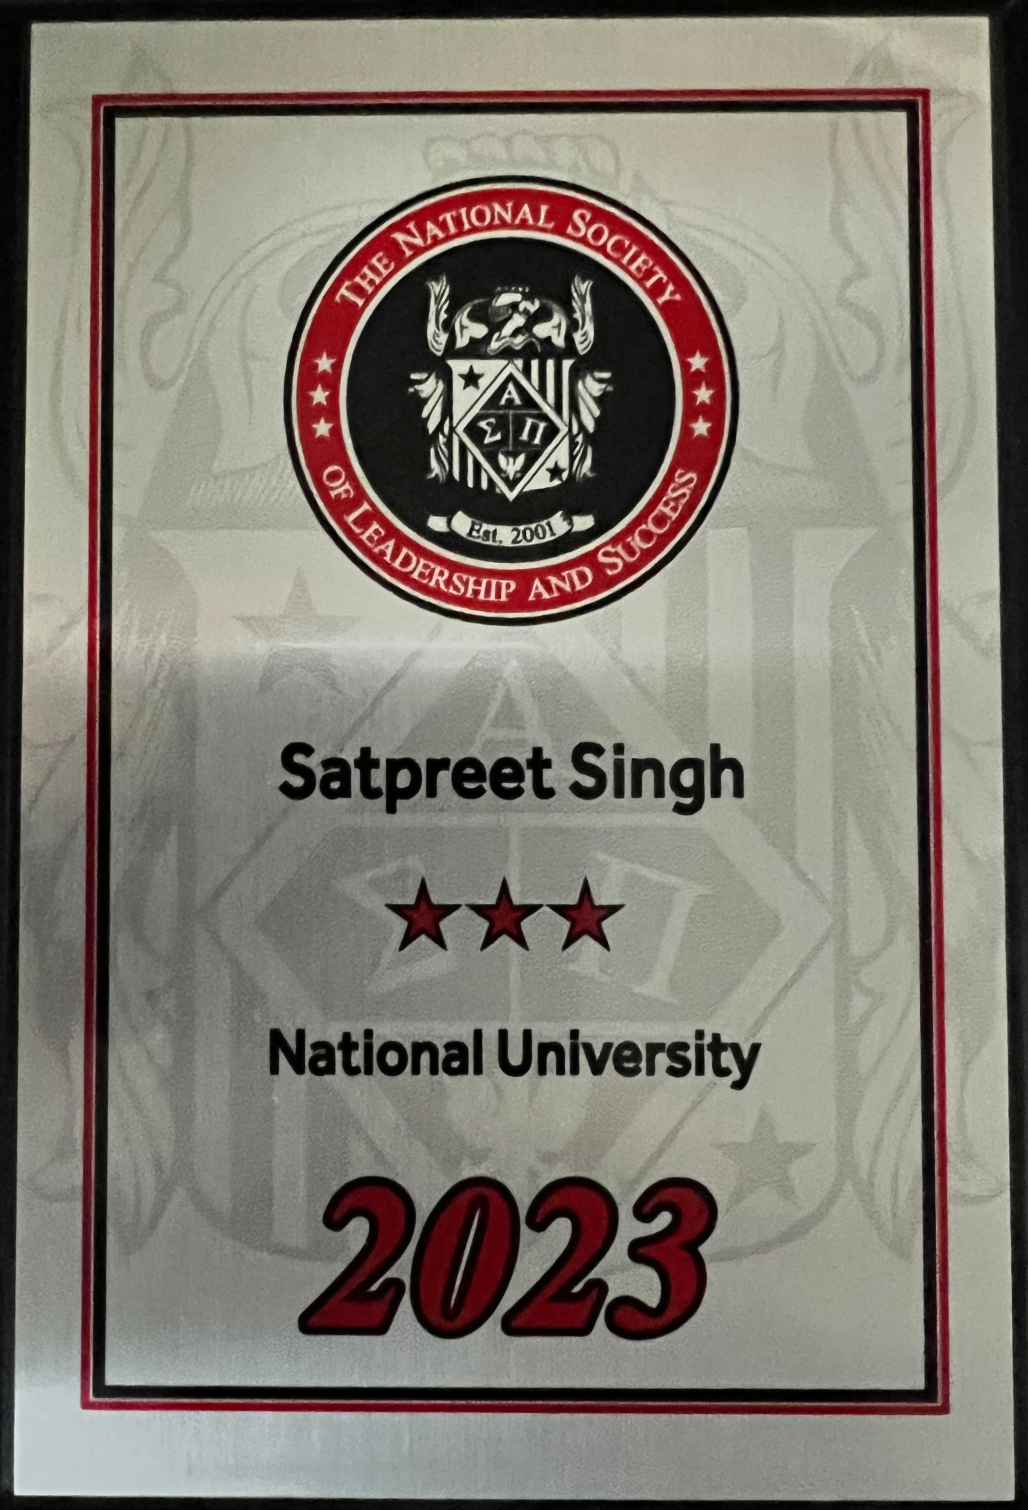 THE NATIONAL SOCIETY
OF LEADERSHIP AND SUCCESS
Α
Σ Π
Est. 2001
Satpreet Singh
National University
2023